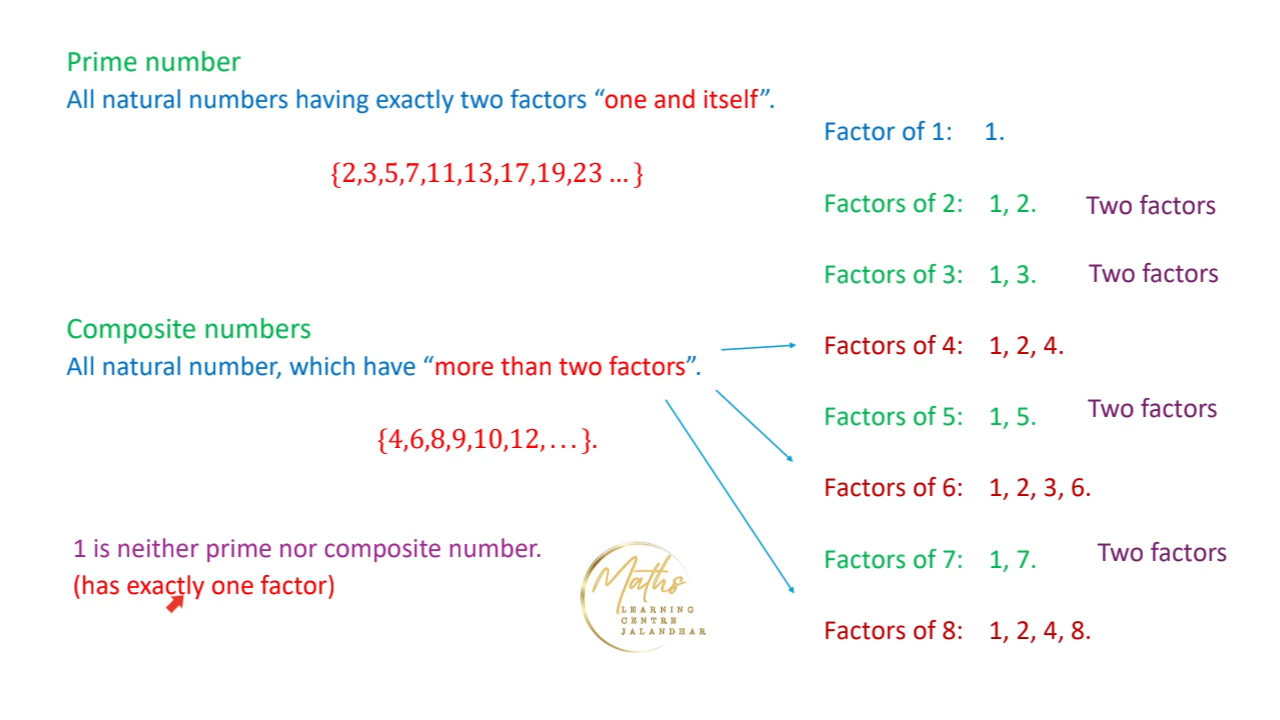 Prime number
All natural numbers having exactly two factors “one and itself”.
{2,3,5,7,11,13,17,19,23 ...}
Composite numbers
All natural number, which have “more than two factors”.
{4,6,8,9,10,12, . . . }.
1 is neither prime nor composite number.
(has exactly one factor)
Maths
LEARNING
CENTRE
JALANDHAR
Factor of 1: 1.
Factors of 2: 1, 2. Two factors
Factors of 3: 1, 3. Two factors
Factors of 4: 1, 2, 4.
Factors of 5: 1, 5. Two factors
Factors of 6: 1, 2, 3, 6.
Factors of 7: 1, 7. Two factors
Factors of 8: 1, 2, 4, 8.